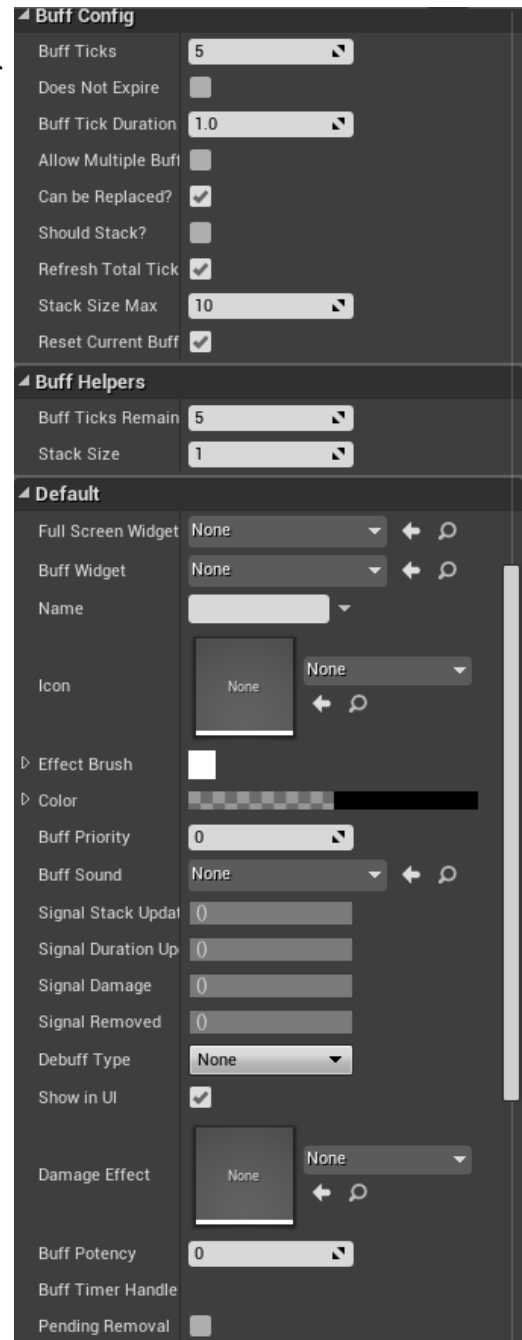 Buff Config
Buff Ticks 5
Does Not Expire
Buff Tick Duration 1.0
Allow Multiple Buff
Can be Replaced?
Should Stack?
Refresh Total Tick
Stack Size Max 10
Reset Current Buff
Buff Helpers
Buff Ticks Remain 5
Stack Size 1
Default
Full Screen Widget None
Buff Widget None
Name
None
Icon None
Effect Brush
Color
Buff Priority 0
Buff Sound None
Signal Stack Updat ()
Signal Duration Up ()
Signal Damage ()
Signal Removed ()
Debuff Type None
Show in UI
None
Damage Effect None
Buff Potency 0
Buff Timer Handle
Pending Removal